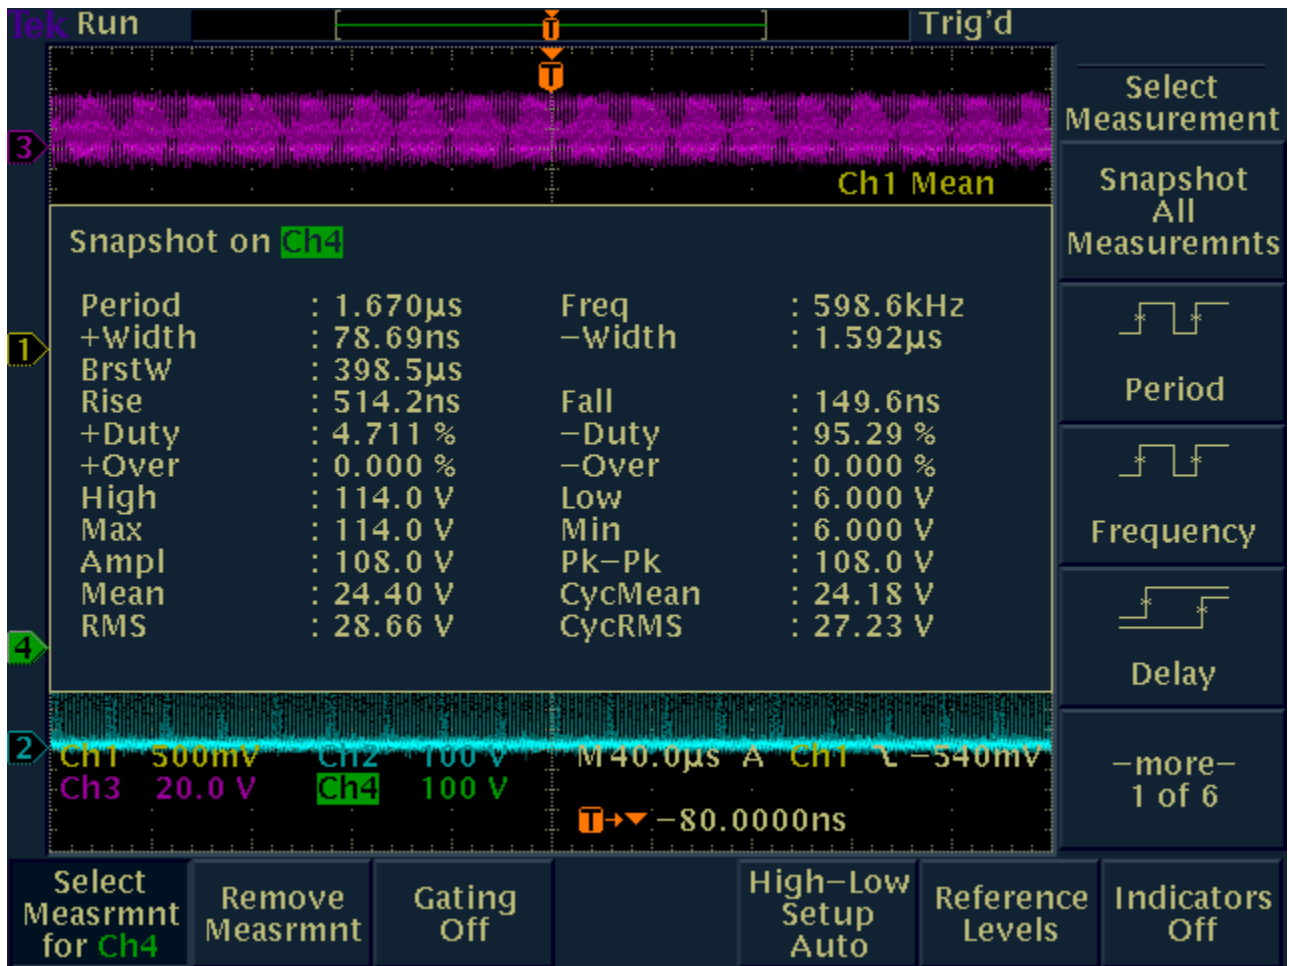 Tek Run Trig'd
T
T
3
Ch1 Mean
Snapshot on Ch4
Period : 1.670µs Freq : 598.6kHz
+Width : 78.69ns −Width : 1.592µs
BrstW : 398.5µs
Rise : 514.2ns Fall : 149.6ns
+Duty : 4.711 % −Duty : 95.29 %
+Over : 0.000 % −Over : 0.000 %
High : 114.0 V Low : 6.000 V
Max : 114.0 V Min : 6.000 V
Ampl : 108.0 V Pk−Pk : 108.0 V
Mean : 24.40 V CycMean : 24.18 V
RMS : 28.66 V CycRMS : 27.23 V
1
4
2
Ch1 500mV Ch2 100 V M 40.0µs A Ch1 −540mV
Ch3 20.0 V Ch4 100 V
T −80.0000ns
Select
Measurement
Snapshot
All
Measuremnts
Period
Frequency
Delay
−more−
1 of 6
Select
Measrmnt
for Ch4
Remove
Measrmnt
Gating
Off
High−Low
Setup
Auto
Reference
Levels
Indicators
Off